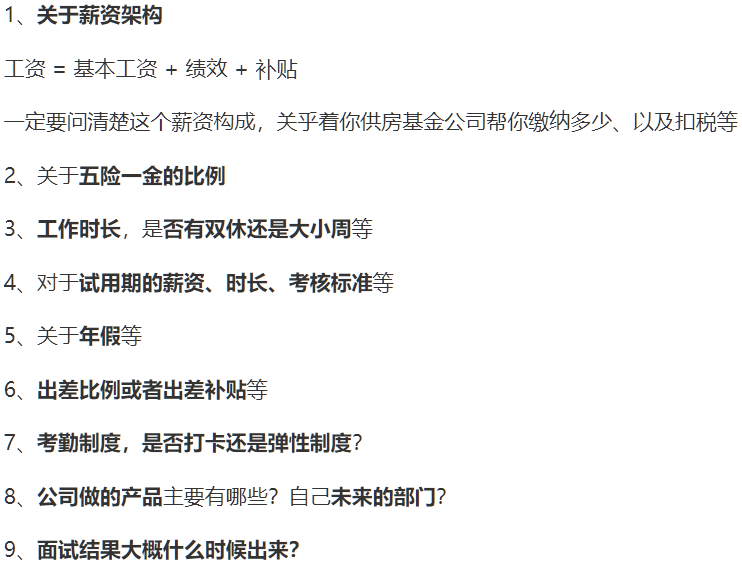 1、关于薪资架构
工资 = 基本工资 + 绩效 + 补贴
一定要问清楚这个薪资构成，关乎着你供房基金公司帮你缴纳多少、以及扣税等
2、关于五险一金的比例
3、工作时长，是否有双休还是大小周等
4、对于试用期的薪资、时长、考核标准等
5、关于年假等
6、出差比例或者出差补贴等
7、考勤制度，是否打卡还是弹性制度?
8、公司做的产品主要有哪些？自己未来的部门?
9、面试结果大概什么时候出来?